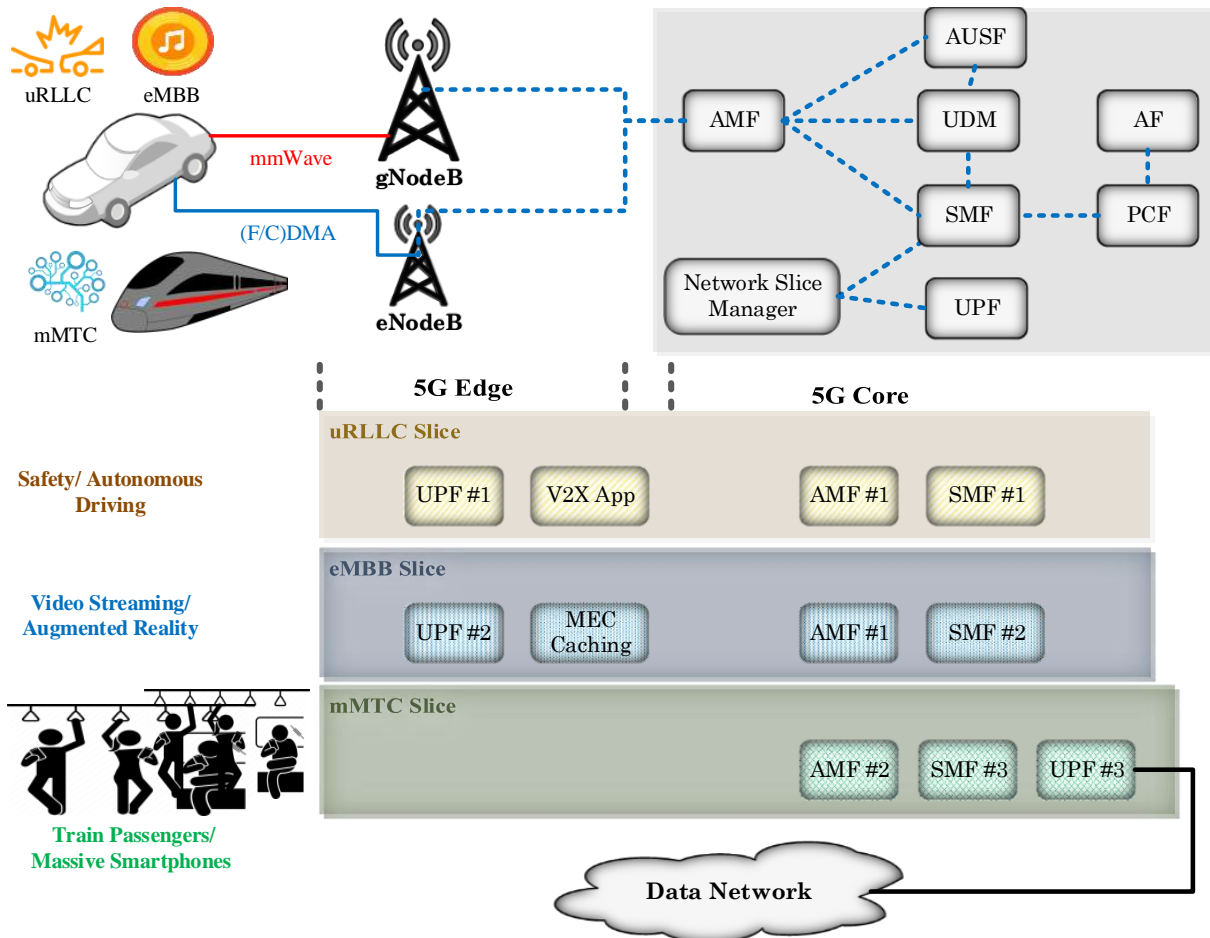 uRLLC
eMBB
mmWave
gNodeB
(F/C)DMA
eNodeB
mMTC
AUSF
AMF
UDM
AF
SMF
PCF
Network Slice
Manager
UPF
5G Edge
5G Core
uRLLC Slice
Safety/ Autonomous
Driving
UPF #1
V2X App
AMF #1
SMF #1
eMBB Slice
Video Streaming/
Augmented Reality
UPF #2
MEC
Caching
AMF #1
SMF #2
mMTC Slice
AMF #2
SMF #3
UPF #3
Train Passengers/
Massive Smartphones
Data Network